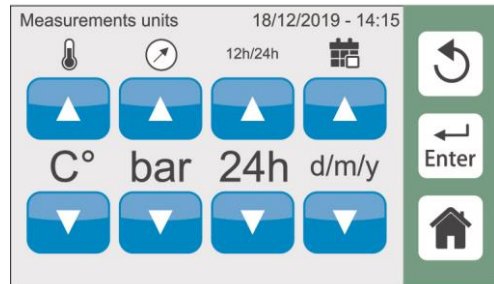 Measurements units 18/12/2019 - 14:15
12h/24h
C° bar 24h d/m/y
Enter